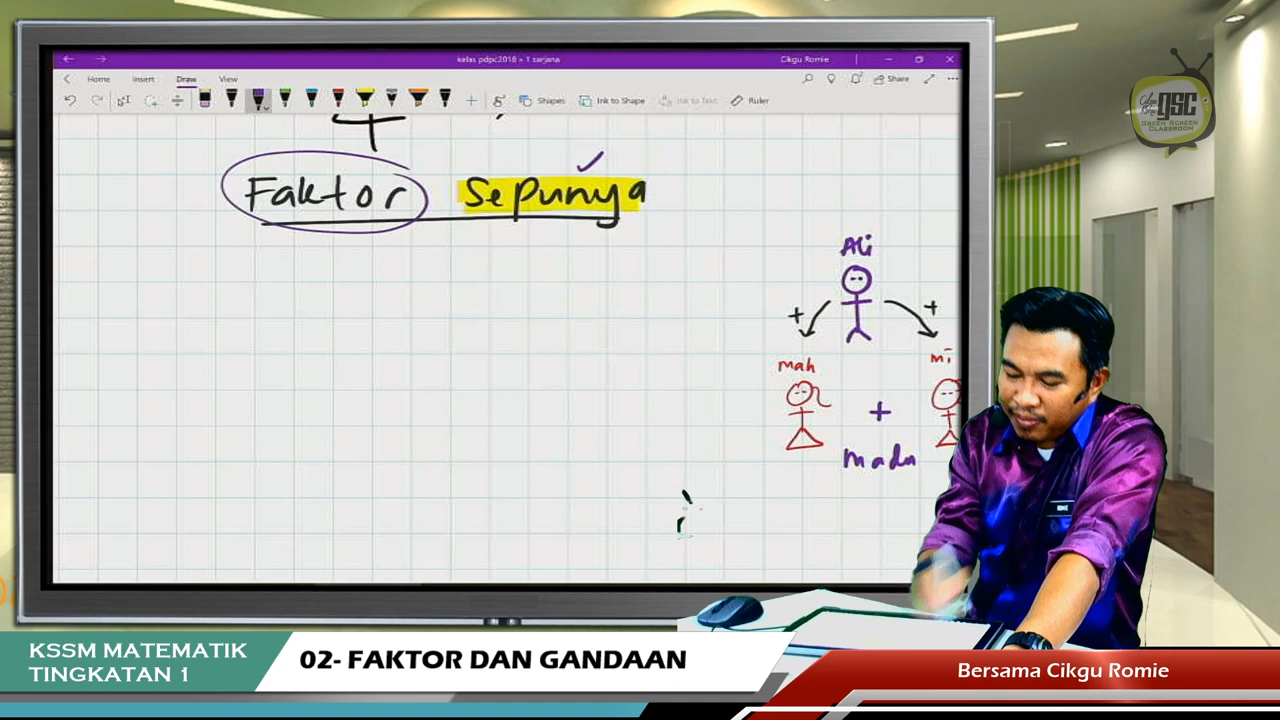 kelas pdpc2018 » 1 sarjana
Cikgu Romie
Home Insert Draw View
Share
Shapes
Ink to Shape
Ink to Text
Ruler
Faktor Sepunya
Ali
+ +
mah
mi
+
madu
gsc
GREEN SCREEN
CLASSROOM
KSSM MATEMATIK
TINGKATAN 1
02- FAKTOR DAN GANDAAN
Bersama Cikgu Romie